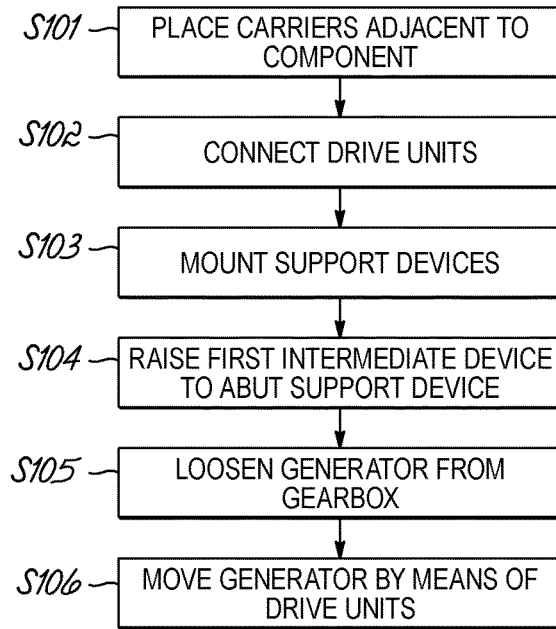 S101
PLACE CARRIERS ADJACENT TO
COMPONENT
S102
CONNECT DRIVE UNITS
S103
MOUNT SUPPORT DEVICES
S104
RAISE FIRST INTERMEDIATE DEVICE
TO ABUT SUPPORT DEVICE
S105
LOOSEN GENERATOR FROM
GEARBOX
S106
MOVE GENERATOR BY MEANS OF
DRIVE UNITS